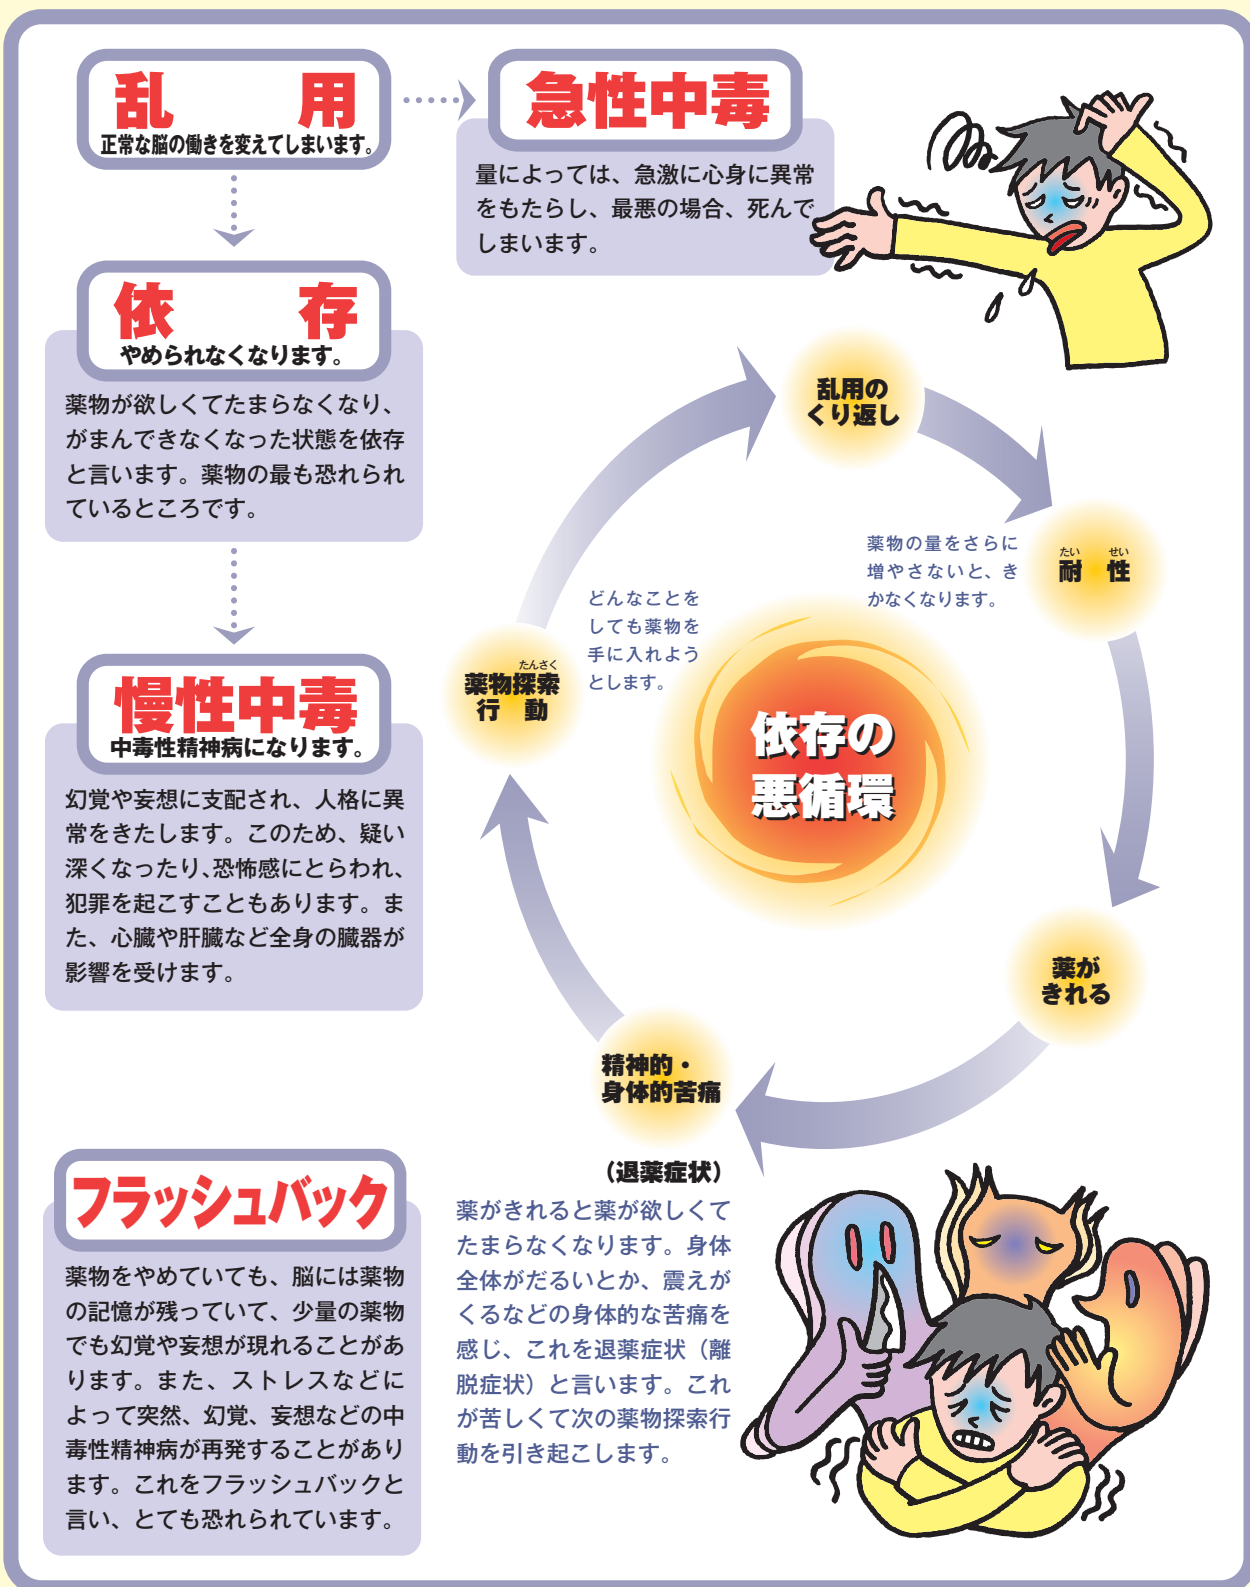 乱用
正常な脳の働きを変えてしまいます。
急性中毒
量によっては、急激に心身に異常
をもたらし、最悪の場合、死んで
しまいます。
依存
やめられなくなります。
薬物が欲しくてたまらなくなり、
がまんできなくなった状態を依存
と言います。薬物の最も恐れられ
ているところです。
慢性中毒
中毒性精神病になります。
幻覚や妄想に支配され、人格に異
常をきたします。このため、疑い
深くなったり、恐怖感にとらわれ、
犯罪を起こすこともあります。ま
た、心臓や肝臓など全身の臓器が
影響を受けます。
フラッシュバック
薬物をやめていても、脳には薬物
の記憶が残っていて、少量の薬物
でも幻覚や妄想が現れることがあ
ります。また、ストレスなどに
よって突然、幻覚、妄想などの中
毒性精神病が再発することがあり
ます。これをフラッシュバックと
言い、とても恐れられています。
依存の
悪循環
乱用の
くり返し
薬物の量をさらに
増やさないと、き
かなくなります。
たい せい
耐性
薬が
きれる
精神的・
身体的苦痛
（退薬症状）
薬がきれると薬が欲しくて
たまらなくなります。身体
全体がだるいとか、震えが
くるなどの身体的な苦痛を
感じ、これを退薬症状（離
脱症状）と言います。これ
が苦しくて次の薬物探索行
動を引き起こします。
たんさく
薬物探索
行動
どんなことを
しても薬物を
手に入れよう
とします。